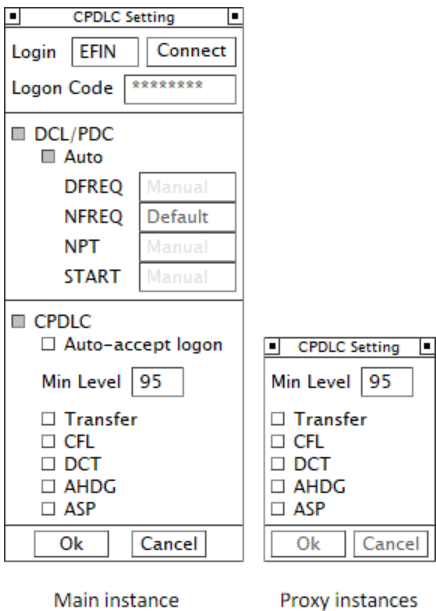 CPDLC Setting
Login EFIN Connect
Logon Code ********
DCL/PDC
Auto
DFREQ Manual
NFREQ Default
NPT Manual
START Manual
CPDLC
Auto-accept logon
Min Level 95
Transfer
CFL
DCT
AHDG
ASP
Ok Cancel
Main instance
CPDLC Setting
Min Level 95
Transfer
CFL
DCT
AHDG
ASP
Ok Cancel
Proxy instances